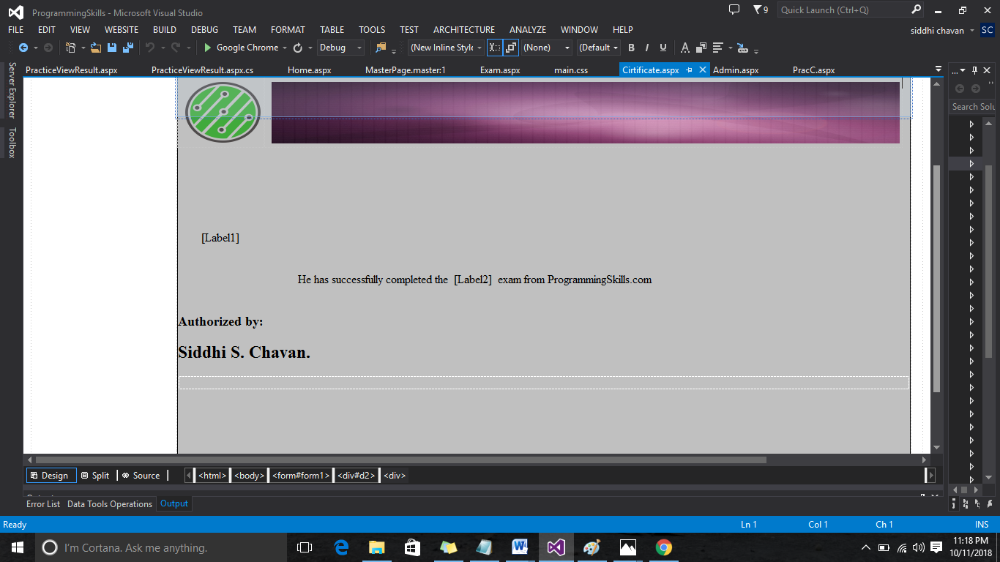 ProgrammingSkills - Microsoft Visual Studio
9
Quick Launch (Ctrl+Q)
FILE EDIT VIEW WEBSITE BUILD DEBUG TEAM FORMAT TABLE TOOLS TEST ARCHITECTURE ANALYZE WINDOW HELP
siddhi chavan SC
Google Chrome Debug (New Inline Style (None) (Default B I U A
Server Explorer
Toolbox
PracticeViewResult.aspx PracticeViewResult.aspx.cs Home.aspx MasterPage.master:1 Exam.aspx main.css Cirtificate.aspx Admin.aspx PracC.aspx
...
Search Solu
[Label1]
He has successfully completed the [Label2] exam from ProgrammingSkills.com
Authorized by:
Siddhi S. Chavan.
Design Split Source <html> <body> <form#form1> <div#d2> <div>
Error List Data Tools Operations Output
Ready Ln 1 Col 1 Ch 1 INS
I'm Cortana. Ask me anything.
11:18 PM
10/11/2018